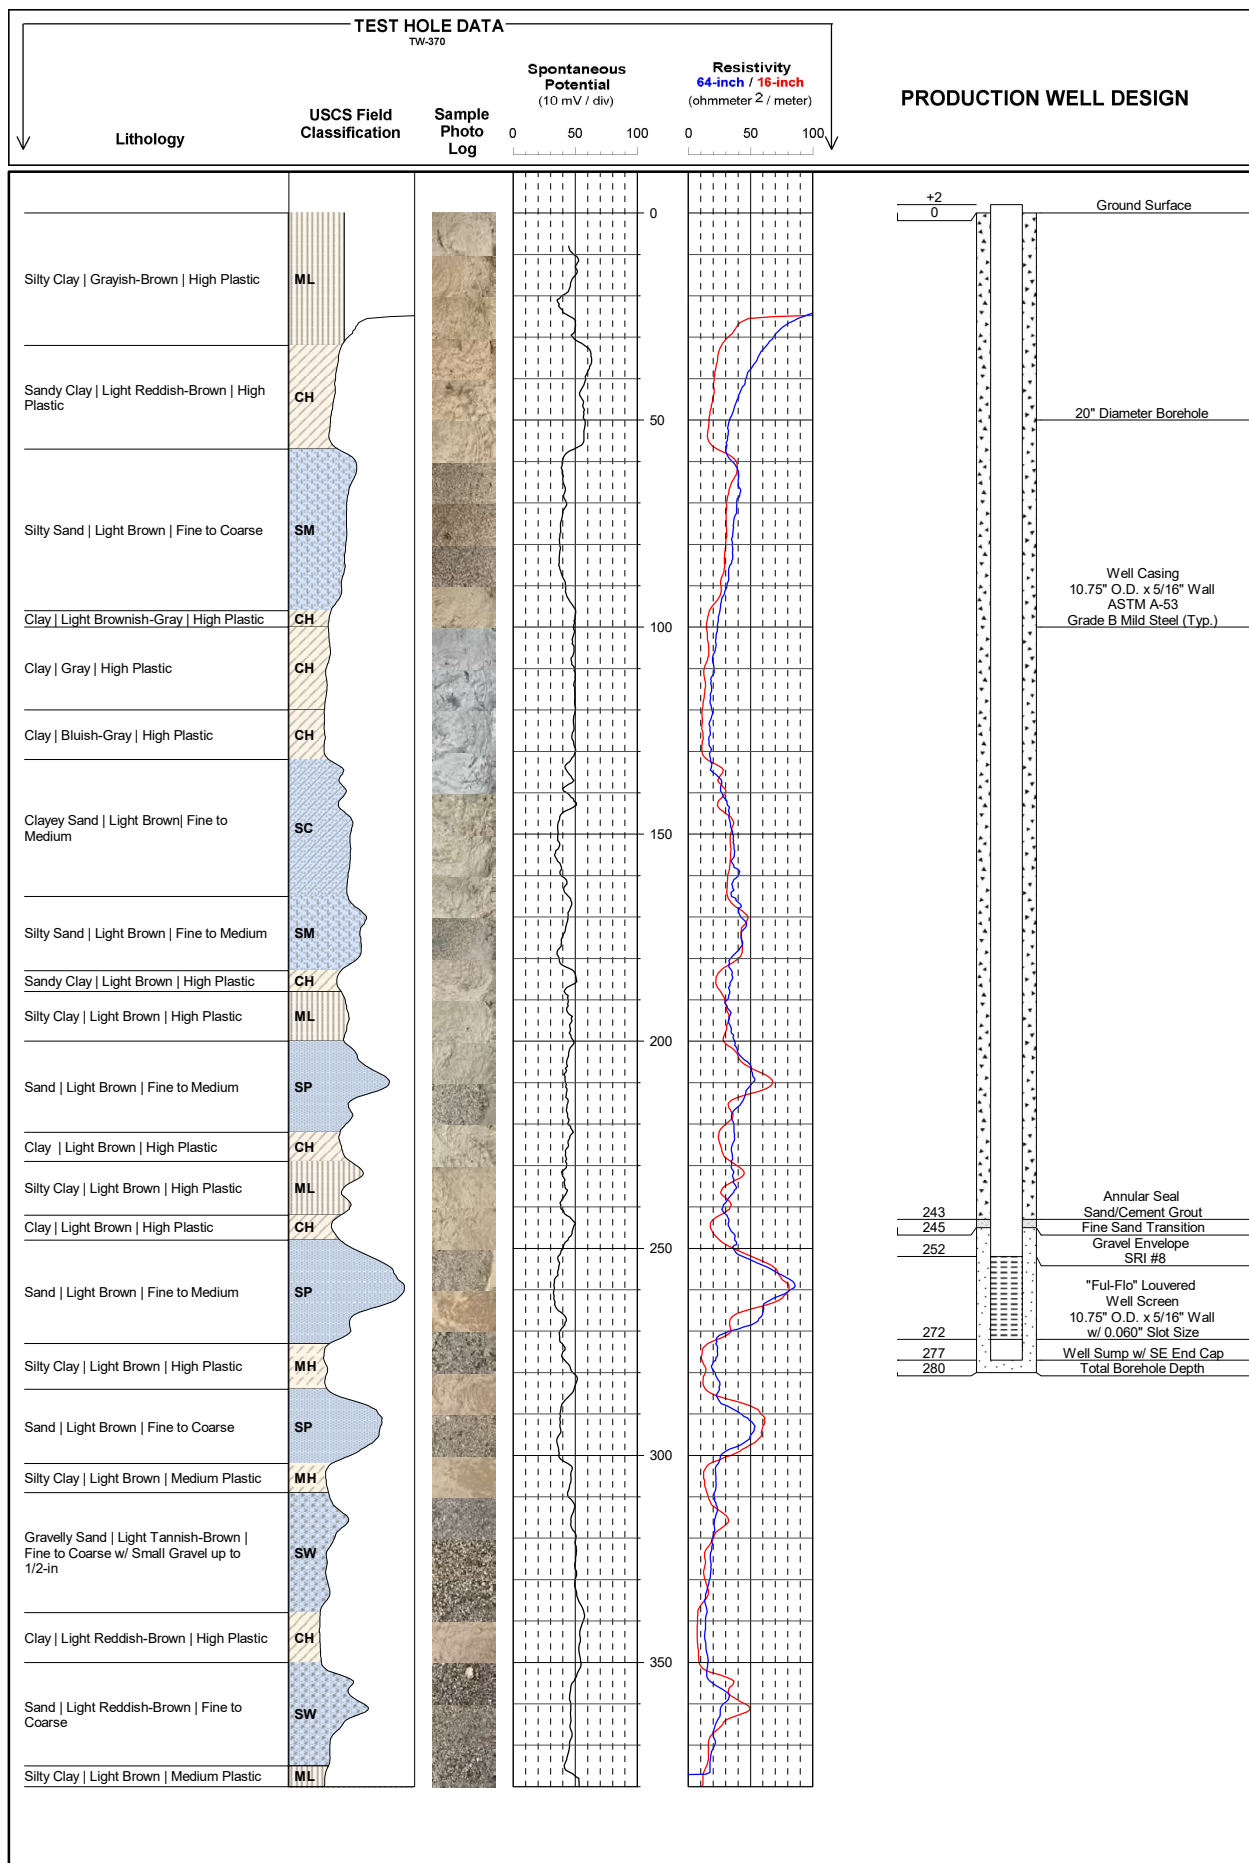 TEST HOLE DATA
TW-370
Lithology
USCS Field
Classification
Sample
Photo
Log
Spontaneous
Potential
(10 mV / div)
0 50 100
Resistivity
64-inch / 16-inch
(ohmmeter 2 / meter)
0 50 100
PRODUCTION WELL DESIGN
0
50
100
150
200
250
300
350
Silty Clay | Grayish-Brown | High Plastic
ML
Sandy Clay | Light Reddish-Brown | High
Plastic
CH
Silty Sand | Light Brown | Fine to Coarse
SM
Clay | Light Brownish-Gray | High Plastic
CH
Clay | Gray | High Plastic
CH
Clay | Bluish-Gray | High Plastic
CH
Clayey Sand | Light Brown| Fine to
Medium
SC
Silty Sand | Light Brown | Fine to Medium
SM
Sandy Clay | Light Brown | High Plastic
CH
Silty Clay | Light Brown | High Plastic
ML
Sand | Light Brown | Fine to Medium
SP
Clay | Light Brown | High Plastic
CH
Silty Clay | Light Brown | High Plastic
ML
Clay | Light Brown | High Plastic
CH
Sand | Light Brown | Fine to Medium
SP
Silty Clay | Light Brown | High Plastic
MH
Sand | Light Brown | Fine to Coarse
SP
Silty Clay | Light Brown | Medium Plastic
MH
Gravelly Sand | Light Tannish-Brown |
Fine to Coarse w/ Small Gravel up to
1/2-in
SW
Clay | Light Reddish-Brown | High Plastic
CH
Sand | Light Reddish-Brown | Fine to
Coarse
SW
Silty Clay | Light Brown | Medium Plastic
ML
+2
0
Ground Surface
20" Diameter Borehole
Well Casing
10.75" O.D. x 5/16" Wall
ASTM A-53
Grade B Mild Steel (Typ.)
Annular Seal
243 Sand/Cement Grout
245 Fine Sand Transition
Gravel Envelope
252 SRI #8
"Ful-Flo" Louvered
Well Screen
10.75" O.D. x 5/16" Wall
272 w/ 0.060" Slot Size
277 Well Sump w/ SE End Cap
280 Total Borehole Depth